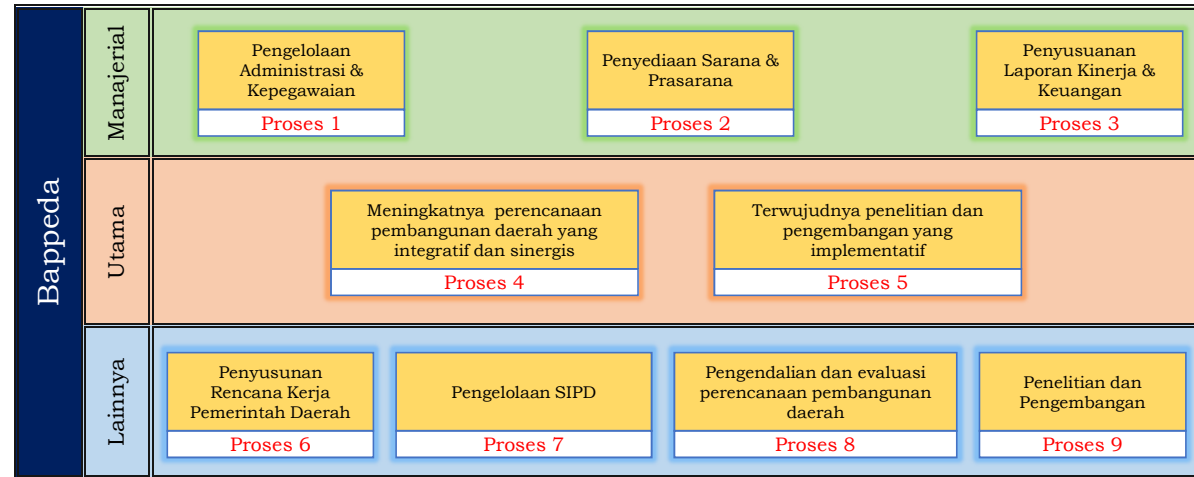 Bappeda
Manajerial
Pengelolaan
Administrasi &
Kepegawaian
Proses 1
Penyediaan Sarana &
Prasarana
Proses 2
Penyusuanan
Laporan Kinerja &
Keuangan
Proses 3
Utama
Meningkatnya perencanaan
pembangunan daerah yang
integratif dan sinergis
Proses 4
Terwujudnya penelitian dan
pengembangan yang
implementatif
Proses 5
Lainnya
Penyusunan
Rencana Kerja
Pemerintah Daerah
Proses 6
Pengelolaan SIPD
Proses 7
Pengendalian dan evaluasi
perencanaan pembangunan
daerah
Proses 8
Penelitian dan
Pengembangan
Proses 9